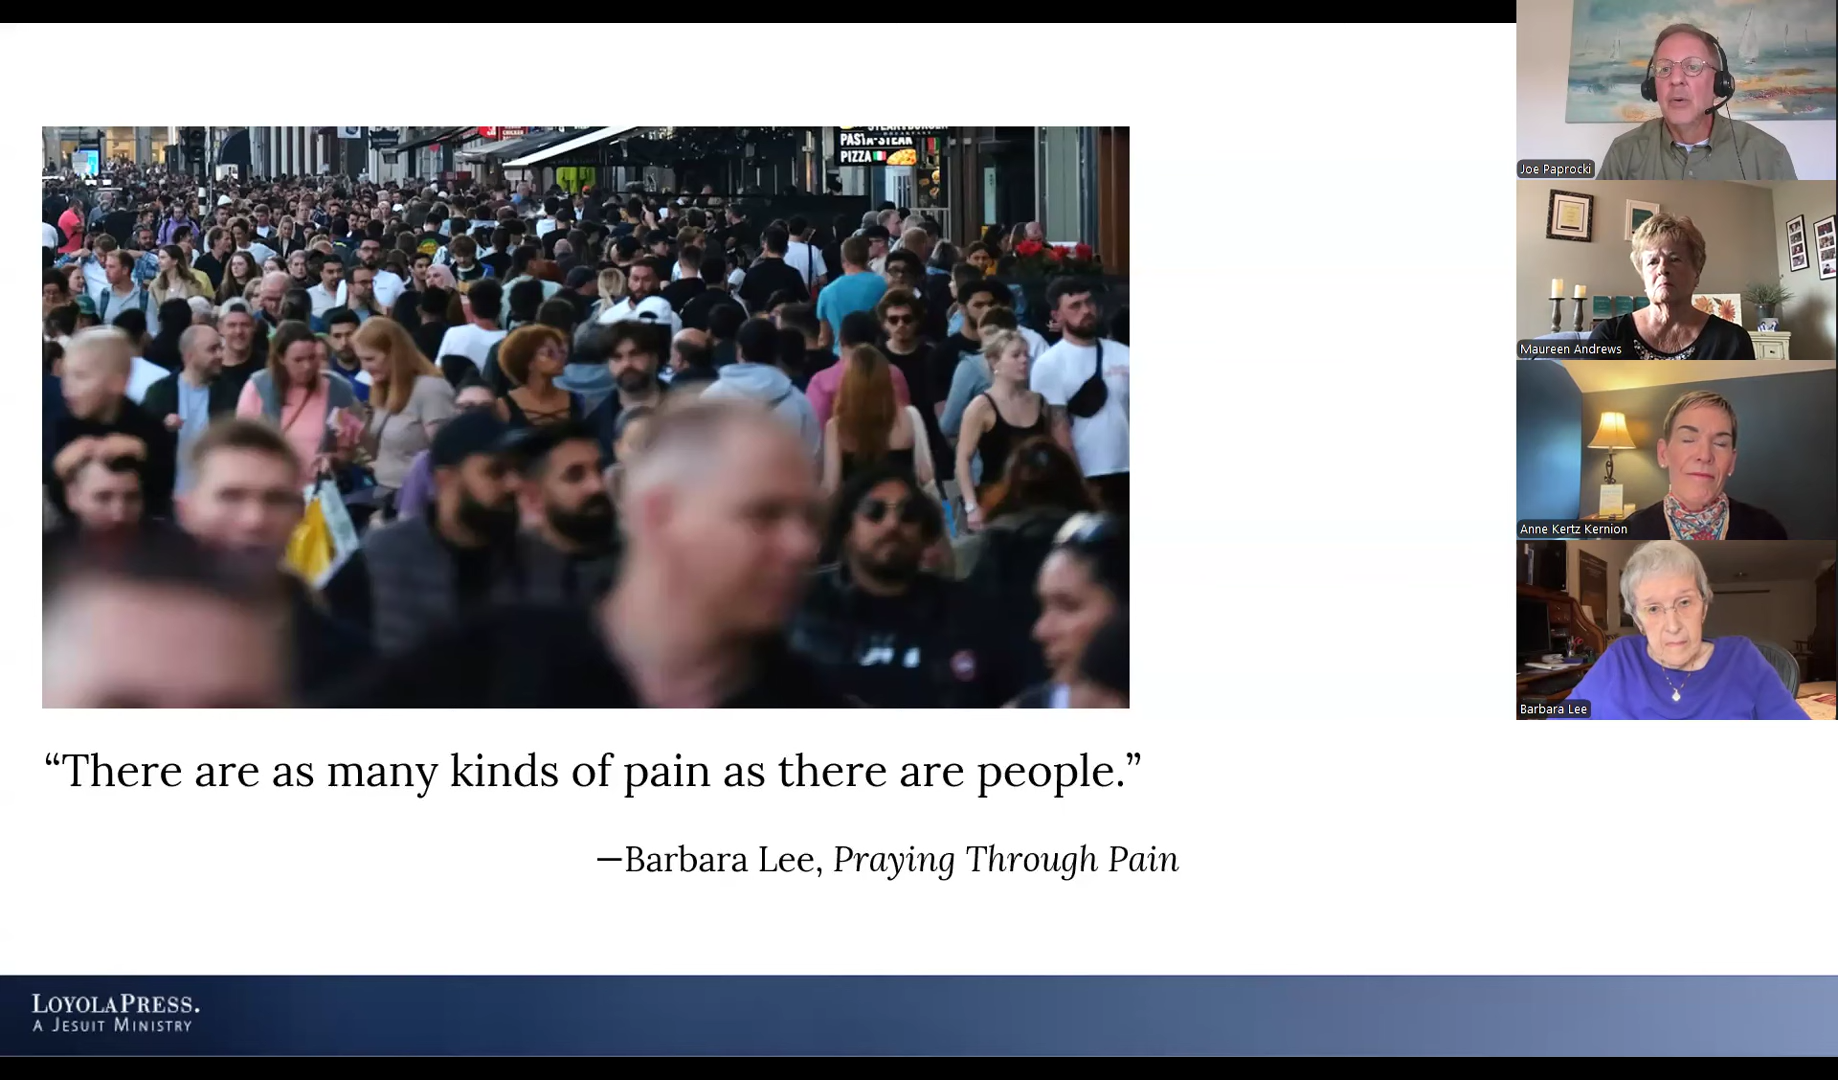 PASTA-STEAK
PIZZA
Joe Paprocki
Maureen Andrews
Anne Kertz Kernion
Barbara Lee
“There are as many kinds of pain as there are people.”
—Barbara Lee, Praying Through Pain
LOYOLAPRESS.
A JESUIT MINISTRY